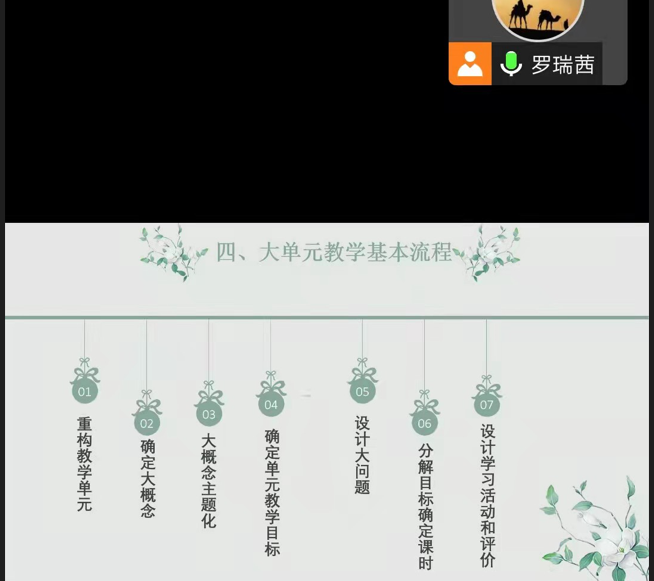 罗瑞茜
四、大单元教学基本流程
01
重构教学单元
02
确定大概念
03
大概念主题化
04
确定单元教学目标
05
设计大问题
06
分解目标确定课时
07
设计学习活动和评价